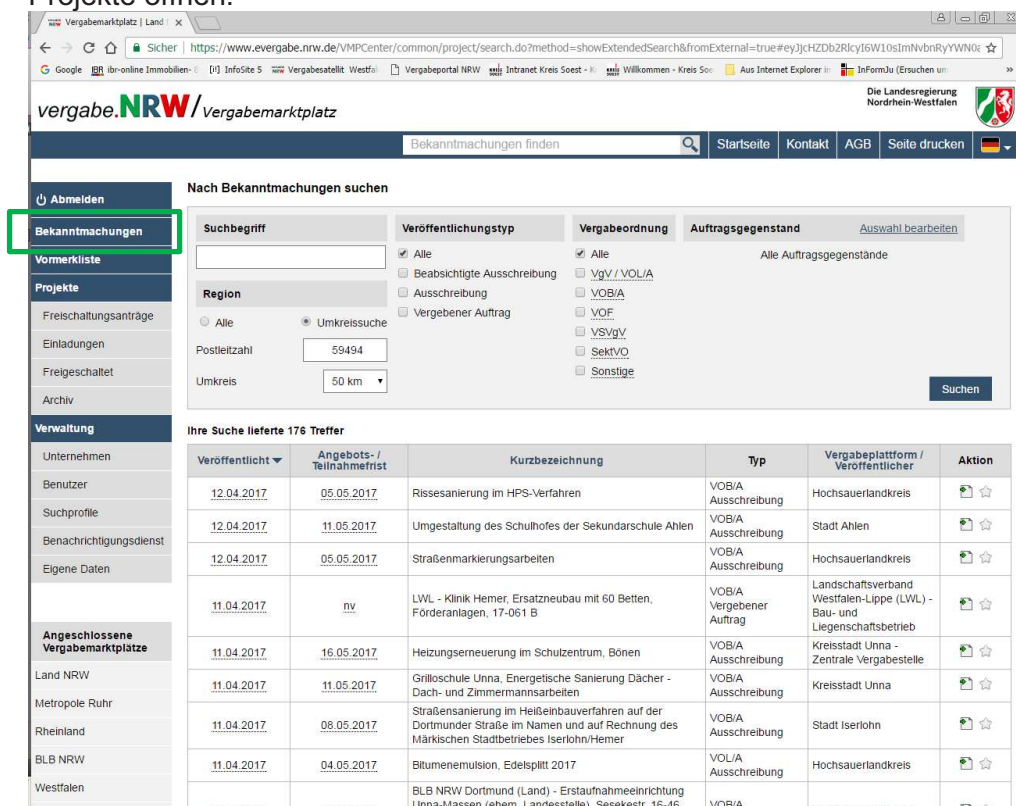 Projekte öffnen.
Vergabemarktplatz | Land
Sicher | https://www.evergabe.nrw.de/VMPCenter/common/project/search.do?method=showExtendedSearch&fromExternal=true#
Google ibr-online Immobilien- InfoSite 5 Vergabesatellit Westfal Vergabeportal NRW Intranet Kreis Soest - K Willkommen - Kreis Soe Aus Internet Explorer im InFormJu (Ersuchen um »
vergabe.NRW / Vergabemarktplatz
Die Landesregierung
Nordrhein-Westfalen
Bekanntmachungen finden Startseite Kontakt AGB Seite drucken
Abmelden
Bekanntmachungen
Vormerkliste
Projekte
Freischaltungsanträge
Einladungen
Freigeschaltet
Archiv
Verwaltung
Unternehmen
Benutzer
Suchprofile
Benachrichtigungsdienst
Eigene Daten
Angeschlossene
Vergabemarktplätze
Land NRW
Metropole Ruhr
Rheinland
BLB NRW
Westfalen
Nach Bekanntmachungen suchen
Suchbegriff
Region
Alle Umkreissuche
Postleitzahl 59494
Umkreis 50 km
Veröffentlichungstyp
Alle
Beabsichtigte Ausschreibung
Ausschreibung
Vergebener Auftrag
Vergabeordnung
Alle
VgV / VOL/A
VOB/A
VOF
VSVgV
SektVO
Sonstige
Auftragsgegenstand Auswahl bearbeiten
Alle Auftragsgegenstände
Suchen
Ihre Suche lieferte 176 Treffer
Veröffentlicht Angebots- / Teilnahmefrist Kurzbezeichnung Typ Vergabeplattform / Veröffentlicher Aktion
12.04.2017 05.05.2017 Rissesanierung im HPS-Verfahren VOB/A Ausschreibung Hochsauerlandkreis
12.04.2017 11.05.2017 Umgestaltung des Schulhofes der Sekundarschule Ahlen VOB/A Ausschreibung Stadt Ahlen
12.04.2017 05.05.2017 Straßenmarkierungsarbeiten VOB/A Ausschreibung Hochsauerlandkreis
11.04.2017 nv LWL - Klinik Hemer, Ersatzneubau mit 60 Betten, Förderanlagen, 17-061 B VOB/A Vergebener Auftrag Landschaftsverband Westfalen-Lippe (LWL) - Bau- und Liegenschaftsbetrieb
11.04.2017 16.05.2017 Heizungserneuerung im Schulzentrum, Bönen VOB/A Ausschreibung Kreisstadt Unna - Zentrale Vergabestelle
11.04.2017 11.05.2017 Grilloschule Unna, Energetische Sanierung Dächer - Dach- und Zimmermannsarbeiten VOB/A Ausschreibung Kreisstadt Unna
11.04.2017 08.05.2017 Straßensanierung im Heißeinbauverfahren auf der Dortmunder Straße im Namen und auf Rechnung des Märkischen Stadtbetriebes Iserlohn/Hemer VOB/A Ausschreibung Stadt Iserlohn
11.04.2017 04.05.2017 Bitumenemulsion, Edelsplitt 2017 VOL/A Ausschreibung Hochsauerlandkreis
BLB NRW Dortmund (Land) - Erstaufnahmeeinrichtung
Unna-Massen (ehem. Landesstelle), Sesekestr. 16-46 VOB/A